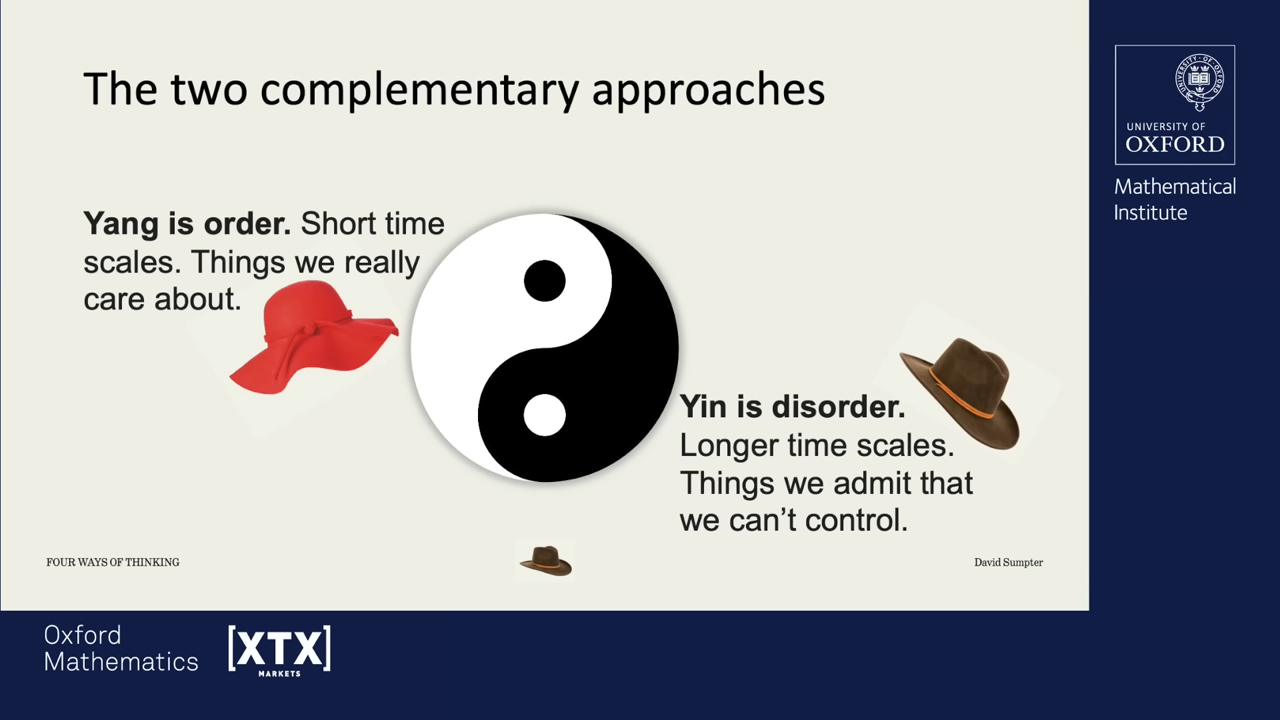 The two complementary approaches
Yang is order. Short time
scales. Things we really
care about.
Yin is disorder.
Longer time scales.
Things we admit that
we can’t control.
FOUR WAYS OF THINKING
David Sumpter
UNIVERSITY OF
OXFORD
Mathematical
Institute
Oxford
Mathematics
[XTX]
MARKETS